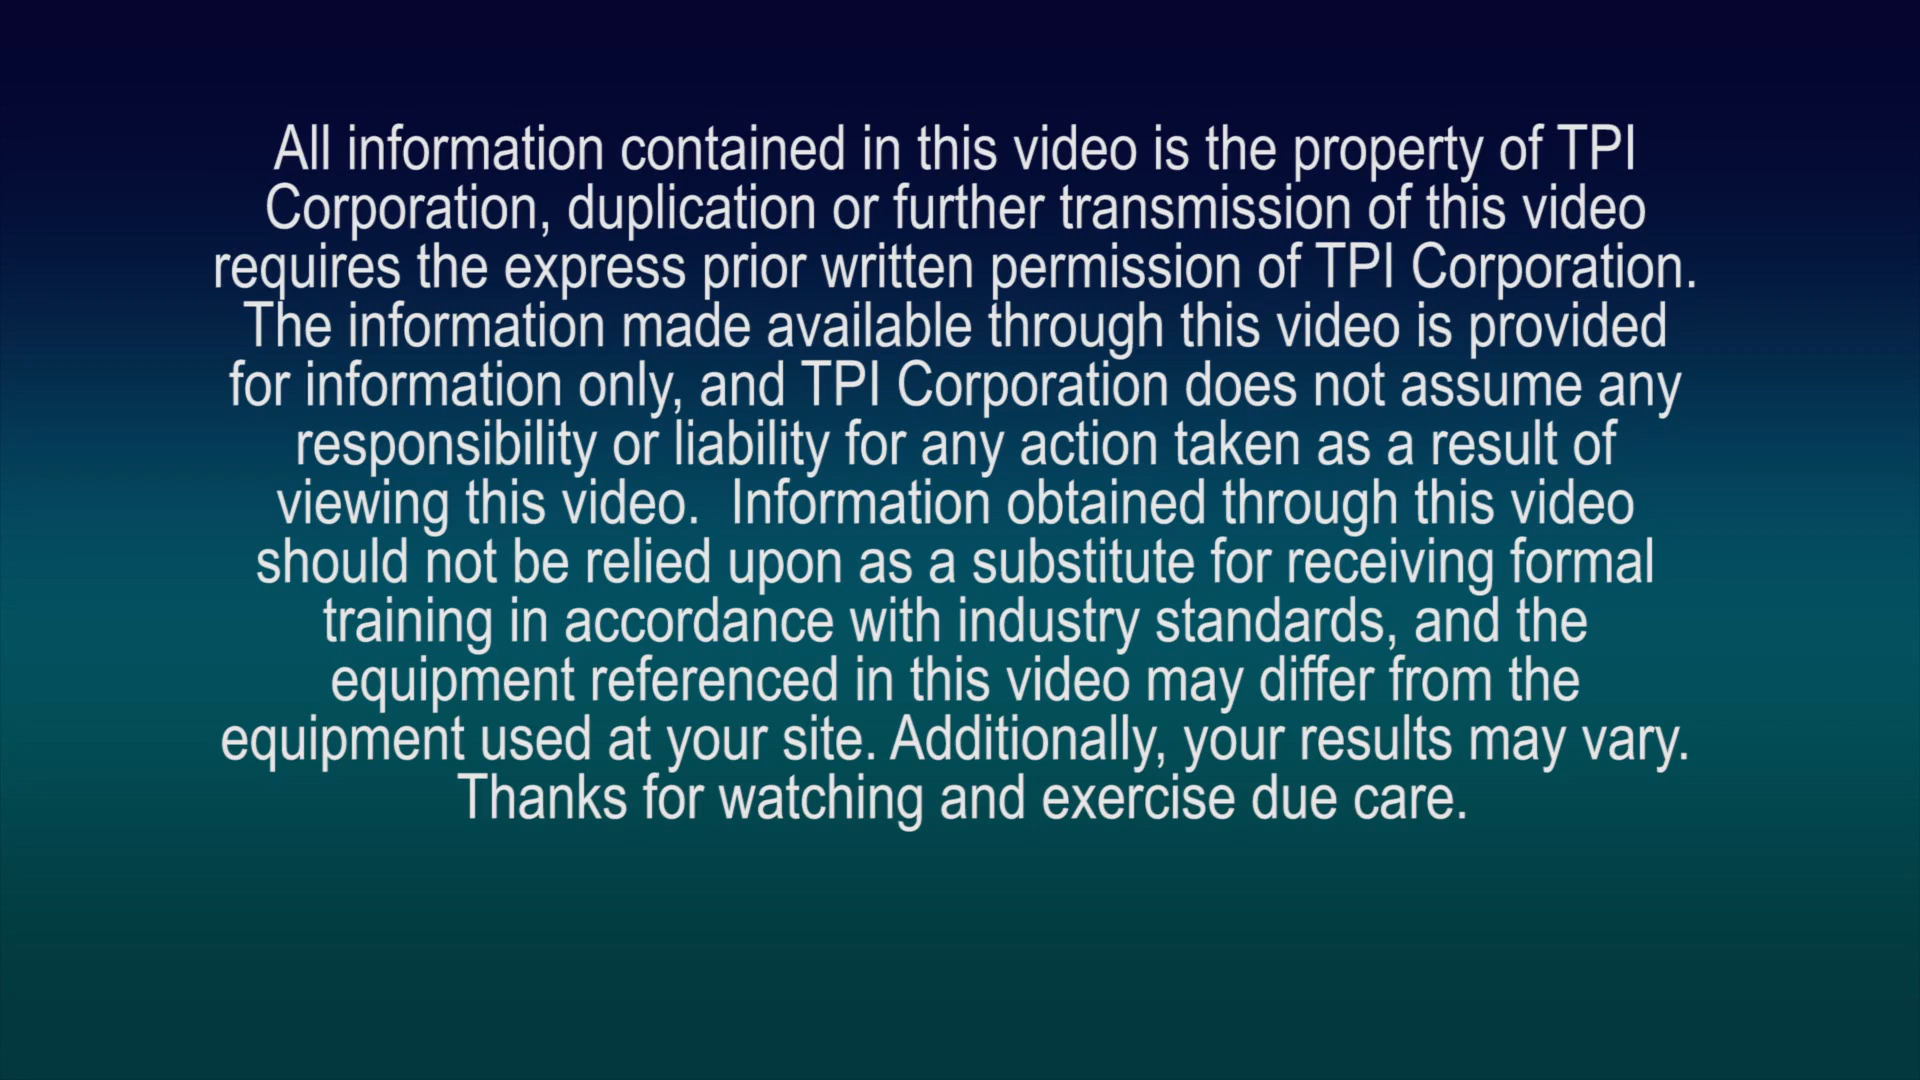 All information contained in this video is the property of TPI
Corporation, duplication or further transmission of this video
requires the express prior written permission of TPI Corporation.
The information made available through this video is provided
for information only, and TPI Corporation does not assume any
responsibility or liability for any action taken as a result of
viewing this video.  Information obtained through this video
should not be relied upon as a substitute for receiving formal
training in accordance with industry standards, and the
equipment referenced in this video may differ from the
equipment used at your site. Additionally, your results may vary.
Thanks for watching and exercise due care.